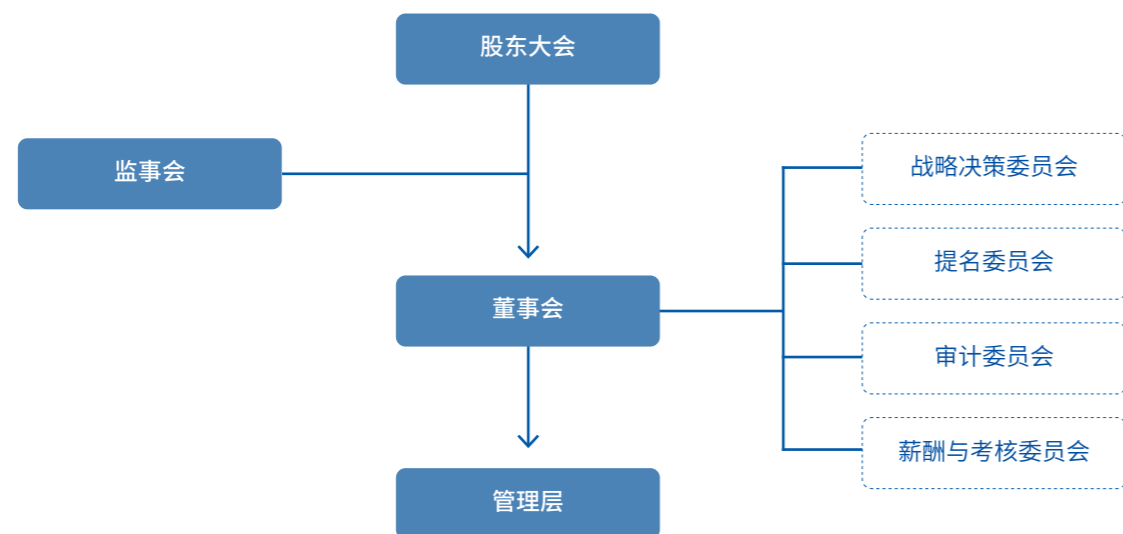 股东大会
监事会
董事会
管理层
战略决策委员会
提名委员会
审计委员会
薪酬与考核委员会